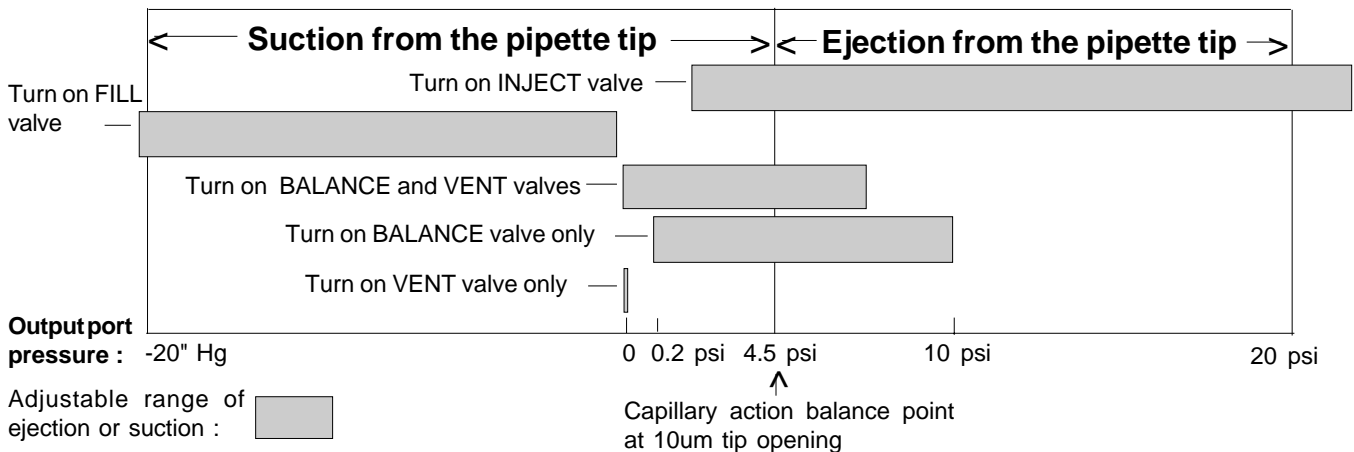 Suction from the pipette tip
Ejection from the pipette tip
Turn on INJECT valve
Turn on FILL
valve
Turn on BALANCE and VENT valves
Turn on BALANCE valve only
Turn on VENT valve only
Output port
pressure : -20" Hg 0 0.2 psi 4.5 psi 10 psi 20 psi
Adjustable range of
ejection or suction :
Capillary action balance point
at 10um tip opening